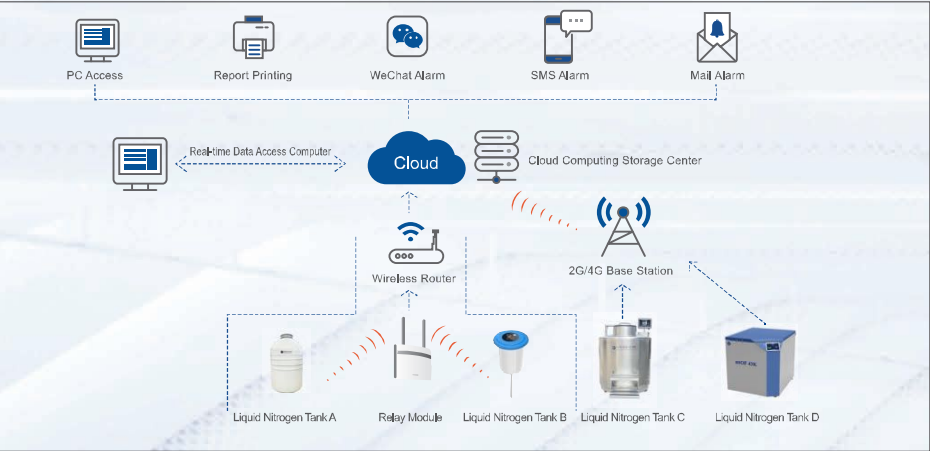 PC Access
Report Printing
WeChat Alarm
SMS Alarm
Mail Alarm
Real-time Data Access Computer
Cloud
Cloud Computing Storage Center
Wireless Router
2G/4G Base Station
Liquid Nitrogen Tank A
Relay Module
Liquid Nitrogen Tank B
Liquid Nitrogen Tank C
Liquid Nitrogen Tank D